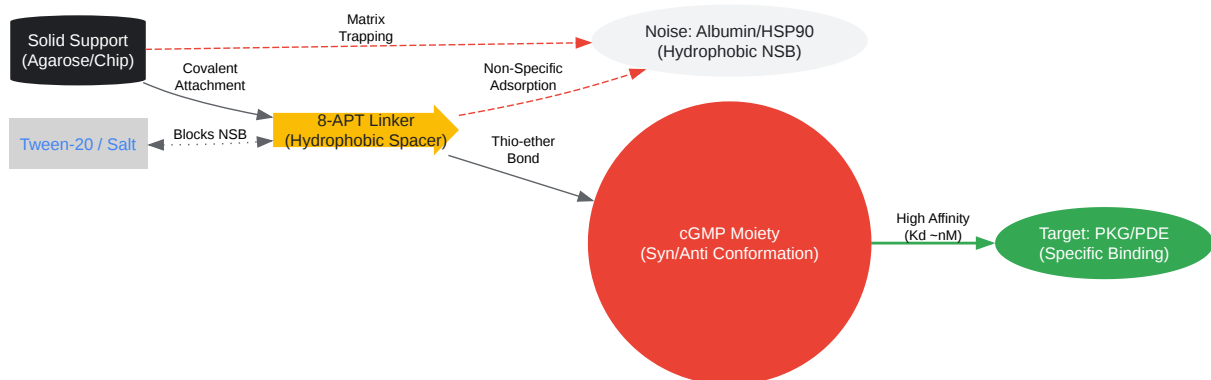 Solid Support
(Agarose/Chip)
Matrix
Trapping
Noise: Albumin/HSP90
(Hydrophobic NSB)
Covalent
Attachment
Non-Specific
Adsorption
Tween-20 / Salt
Blocks NSB
8-APT Linker
(Hydrophobic Spacer)
Thio-ether
Bond
cGMP Moiety
(Syn/Anti Conformation)
High Affinity
(Kd ~nM)
Target: PKG/PDE
(Specific Binding)